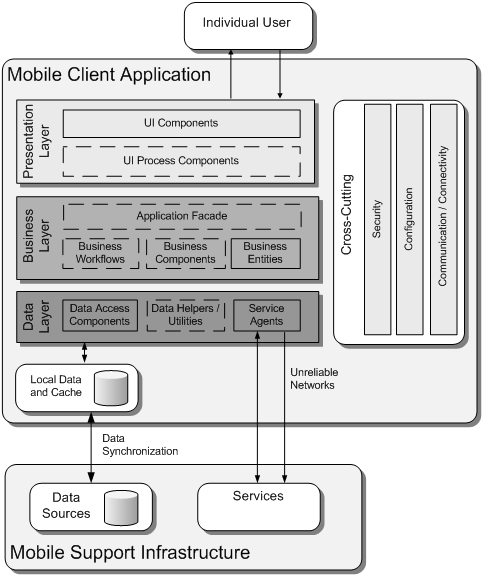 Individual User
Mobile Client Application
Presentation
Layer
UI Components
UI Process Components
Business
Layer
Application Facade
Business
Workflows
Business
Components
Business
Entities
Data
Layer
Data Access
Components
Data Helpers /
Utilities
Service
Agents
Cross-Cutting
Security
Configuration
Communication / Connectivity
Local Data
and Cache
Unreliable
Networks
Data
Synchronization
Data
Sources
Services
Mobile Support Infrastructure